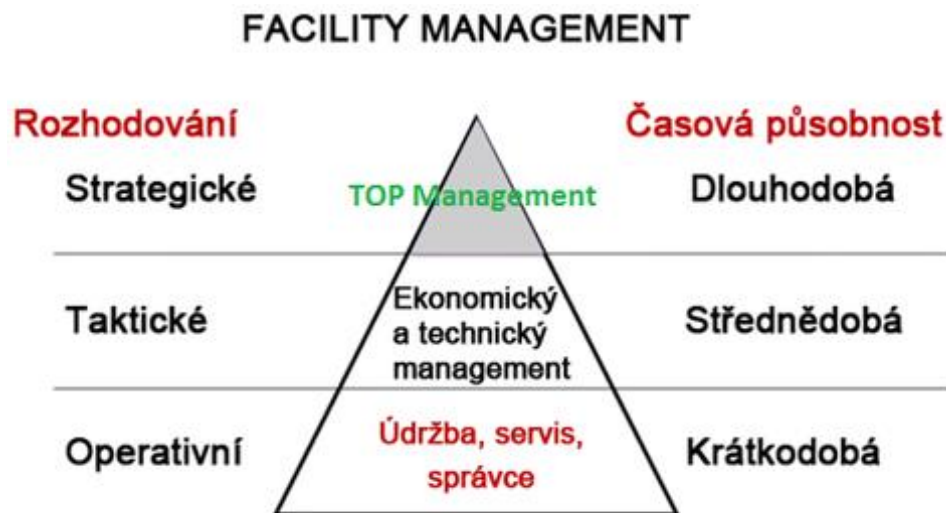 FACILITY MANAGEMENT
Rozhodování
Časová působnost
Strategické
TOP Management
Dlouhodobá
Taktické
Ekonomický
a technický
management
Střednědobá
Operativní
Údržba, servis,
správce
Krátkodobá